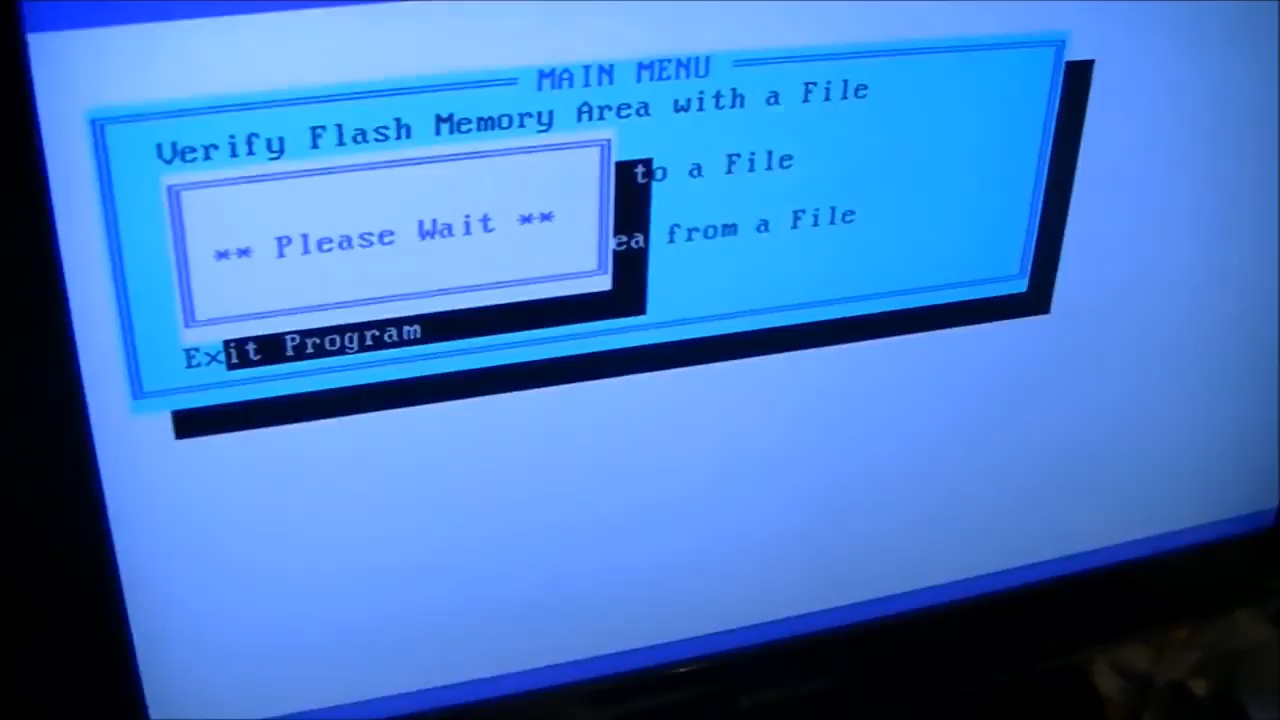 MAIN MENU
Verify Flash Memory Area with a File
to a File
ea from a File
** Please Wait **
Exit Program